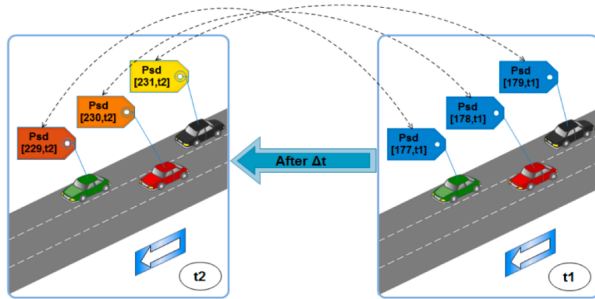 Psd
[231,t2]
Psd
[230,t2]
Psd
[229,t2]
t2
After Δt
Psd
[179,t1]
Psd
[178,t1]
Psd
[177,t1]
t1